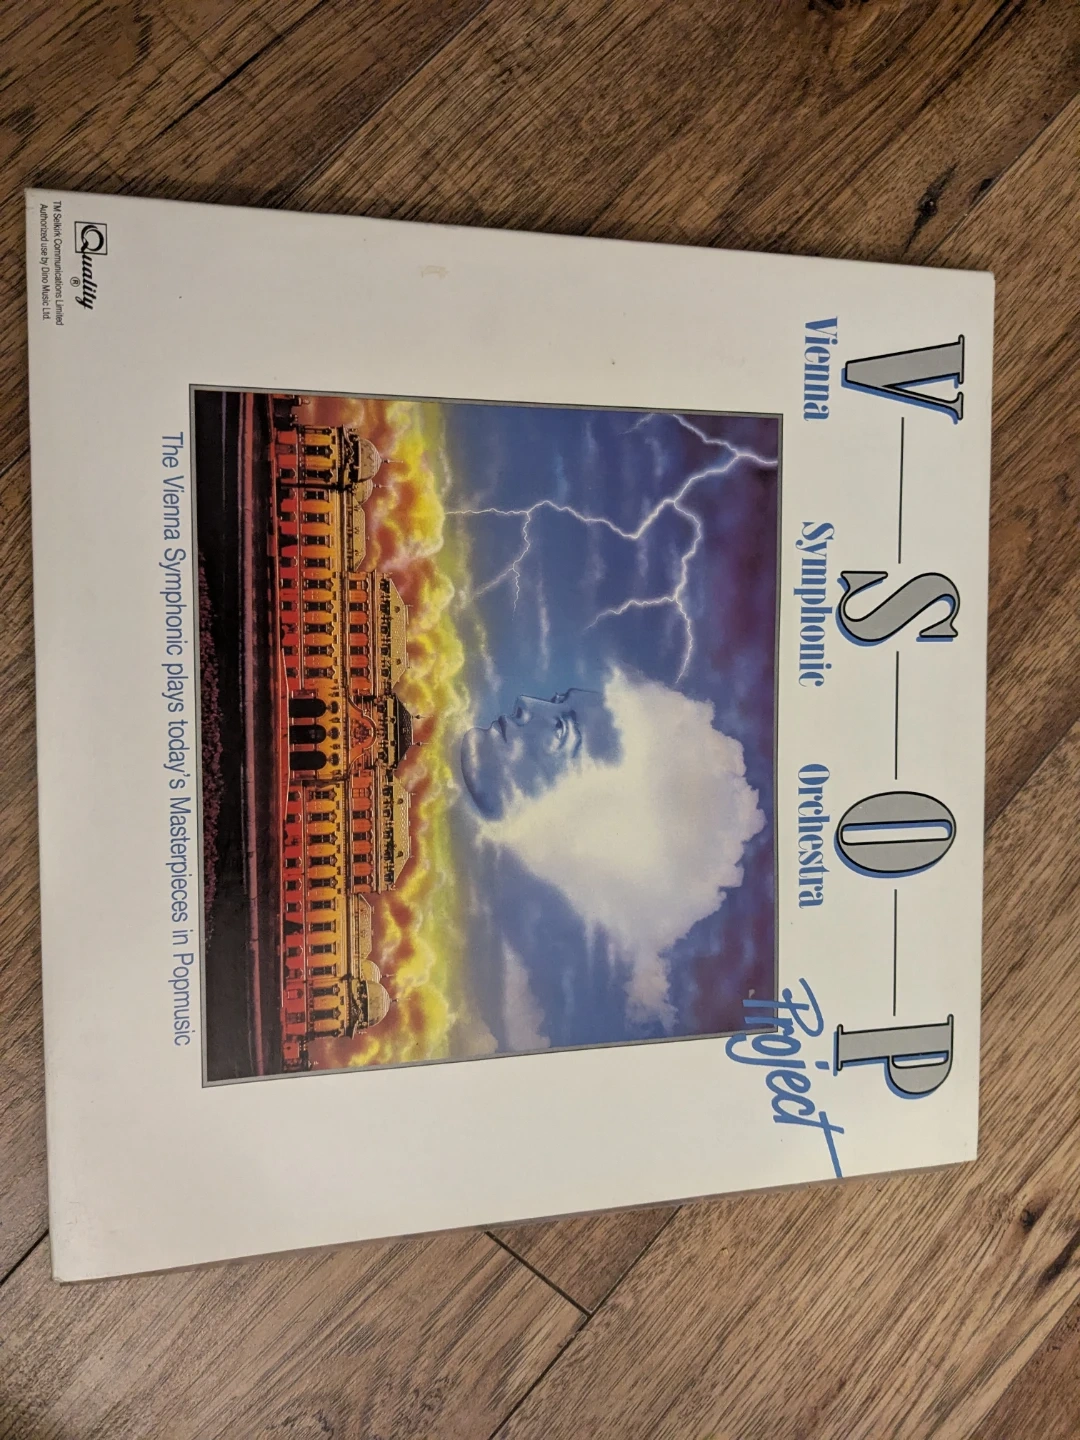 V S O P
Vienna Symphonic Orchestra Project
The Vienna Symphonic plays today's Masterpieces in Popmusic
Quality ®
TM Selkirk Communications Limited
Authorized use by Dino Music Ltd.